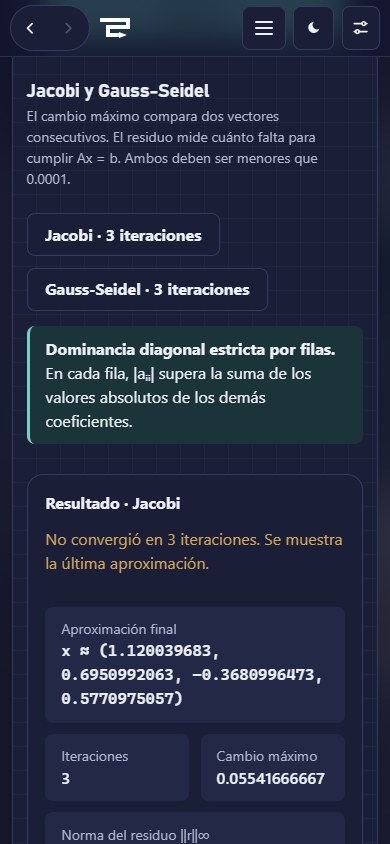 Jacobi y Gauss-Seidel
El cambio máximo compara dos vectores
consecutivos. El residuo mide cuánto falta para
cumplir Ax = b. Ambos deben ser menores que
0.0001.
Jacobi · 3 iteraciones
Gauss-Seidel · 3 iteraciones
Dominancia diagonal estricta por filas.
En cada fila, |aᵢᵢ| supera la suma de los
valores absolutos de los demás
coeficientes.
Resultado · Jacobi
No convergió en 3 iteraciones. Se muestra
la última aproximación.
Aproximación final
x ≈ (1.120039683,
0.6950992063, −0.3680996473,
0.5770975057)
Iteraciones
3
Cambio máximo
0.05541666667
Norma del residuo ‖r‖∞